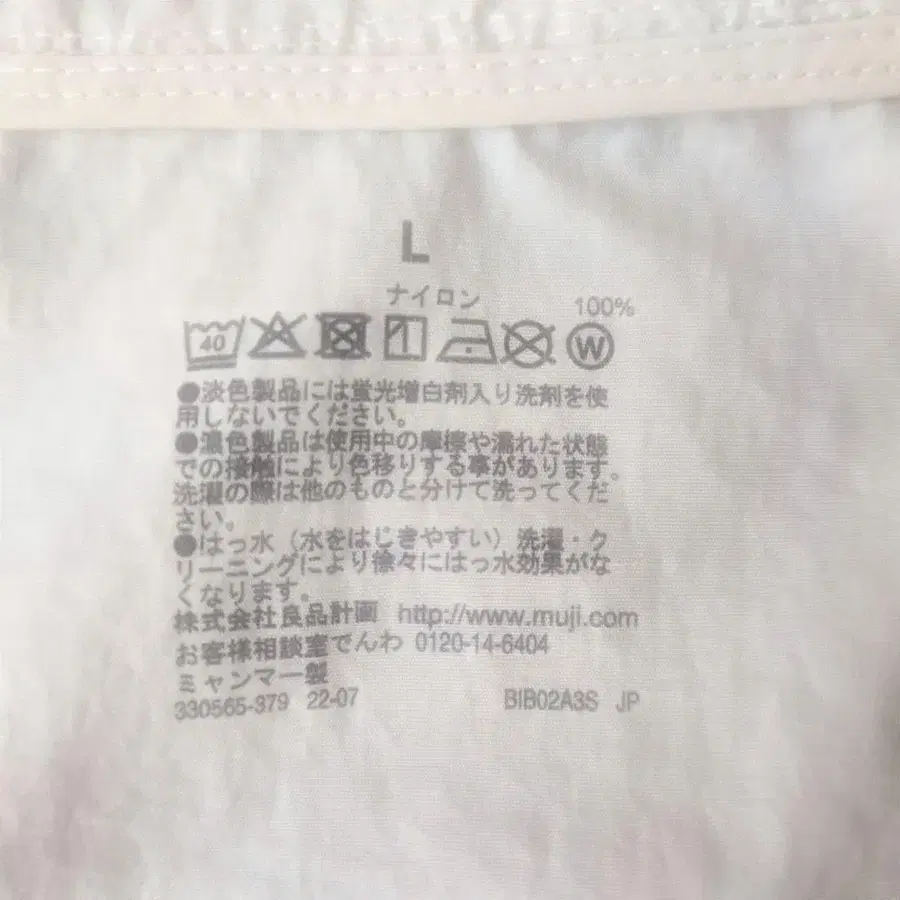 L
ナイロン 100%
40 W
●淡色製品には蛍光増白剤入り洗剤を使
用しないでください。
●濃色製品は使用中の摩擦や濡れた状態
での接触により色移りする事があります。
洗濯の際は他のものと分けて洗ってくだ
さい。
●はっ水（水をはじきやすい）洗濯・ク
リーニングにより徐々にはっ水効果がな
くなります。
株式会社良品計画 http://www.muji.com
お客様相談室でんわ 0120-14-6404
ミャンマー製
330565-379 22-07 BIB02A3S JP